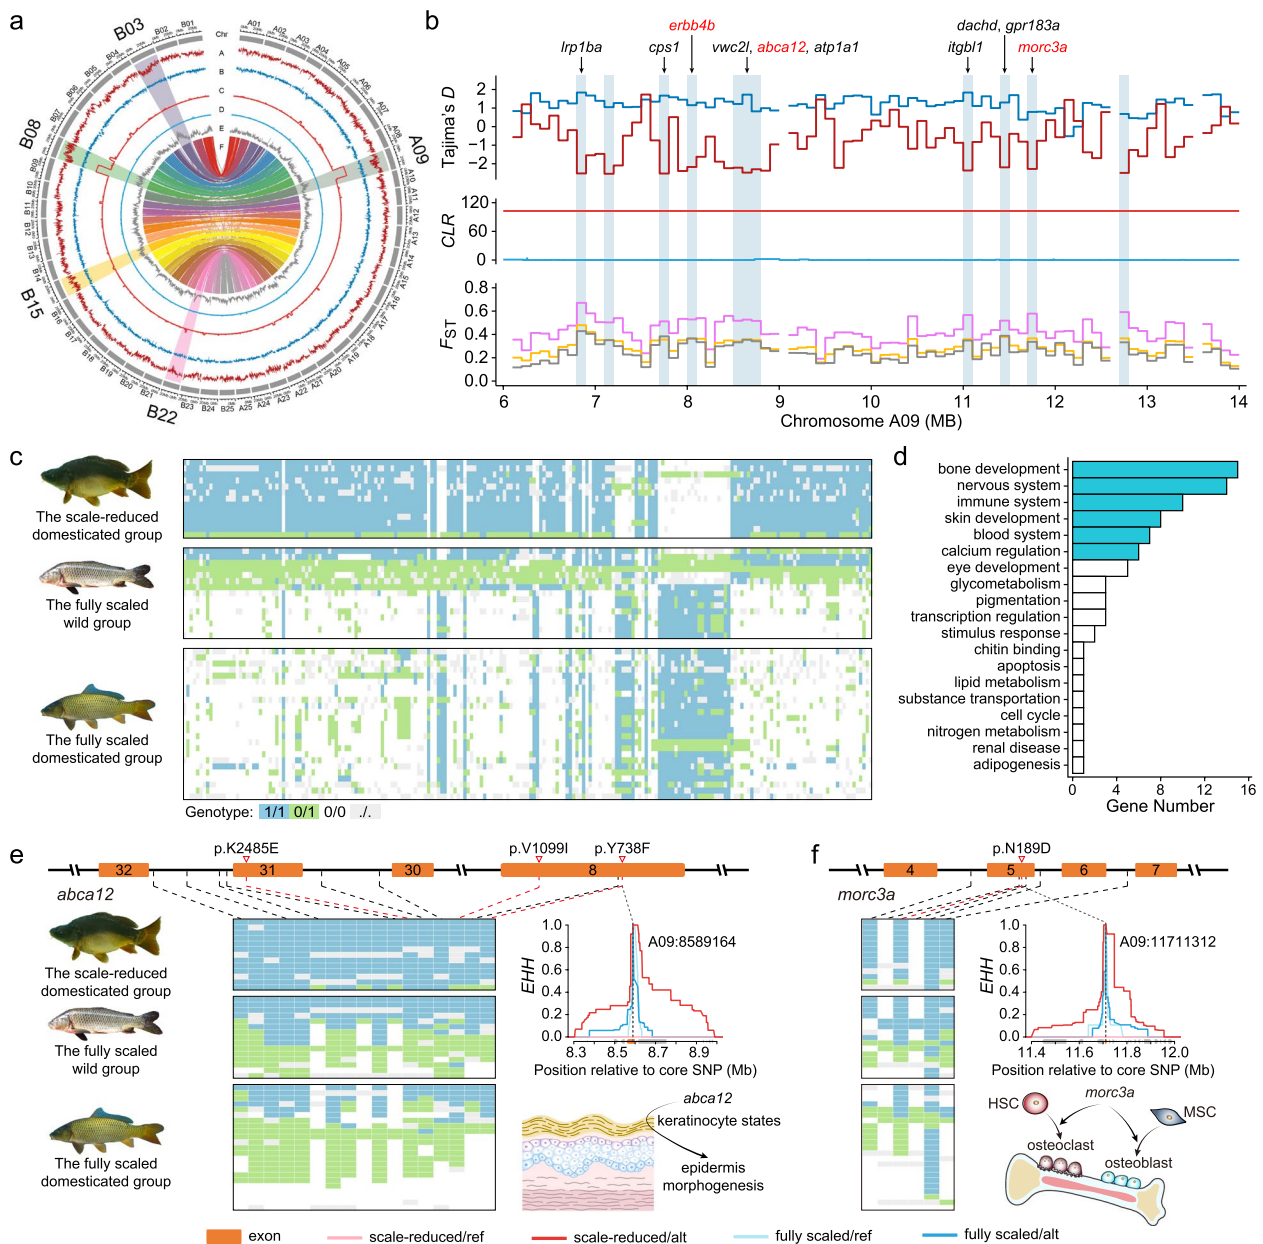 a
B03
B08
A09
B15
B22
Chr
A
B
C
D
E
F
A01
A02
A03
A04
A05
A06
A07
A08
A10
A11
A12
A13
A14
A15
A16
A17
A18
A19
A20
A21
A22
A23
A24
A25
B25
B24
B23
B21
B20
B19
B18
B17
B16
B14
B13
B12
B11
B10
B09
B07
B06
B05
B04
B02
B01
b
erbb4b
dachd, gpr183a
lrp1ba
cps1
vwc2l, abca12, atp1a1
itgbl1
morc3a
Tajima's D
2
1
0
−1
−2
CLR
120
60
0
FST
0.8
0.6
0.4
0.2
0.0
6 7 8 9 10 11 12 13 14
Chromosome A09 (MB)
c
The scale-reduced
domesticated group
The fully scaled
wild group
The fully scaled
domesticated group
Genotype: 1/1 0/1 0/0 ./.
d
bone development
nervous system
immune system
skin development
blood system
calcium regulation
eye development
glycometabolism
pigmentation
transcription regulation
stimulus response
chitin binding
apoptosis
lipid metabolism
substance transportation
cell cycle
nitrogen metabolism
renal disease
adipogenesis
0 4 8 12 16
Gene Number
e
p.K2485E
p.V1099I
p.Y738F
32
31
30
8
abca12
The scale-reduced
domesticated group
The fully scaled
wild group
The fully scaled
domesticated group
A09:8589164
EHH
1.0
0.8
0.6
0.4
0.2
0.0
8.3 8.5 8.7 8.9
Position relative to core SNP (Mb)
abca12
keratinocyte states
epidermis
morphogenesis
f
p.N189D
4
5
6
7
morc3a
A09:11711312
EHH
1.0
0.8
0.6
0.4
0.2
0.0
11.4 11.6 11.8 12.0
Position relative to core SNP (Mb)
HSC
morc3a
MSC
osteoclast
osteoblast
exon
scale-reduced/ref
scale-reduced/alt
fully scaled/ref
fully scaled/alt